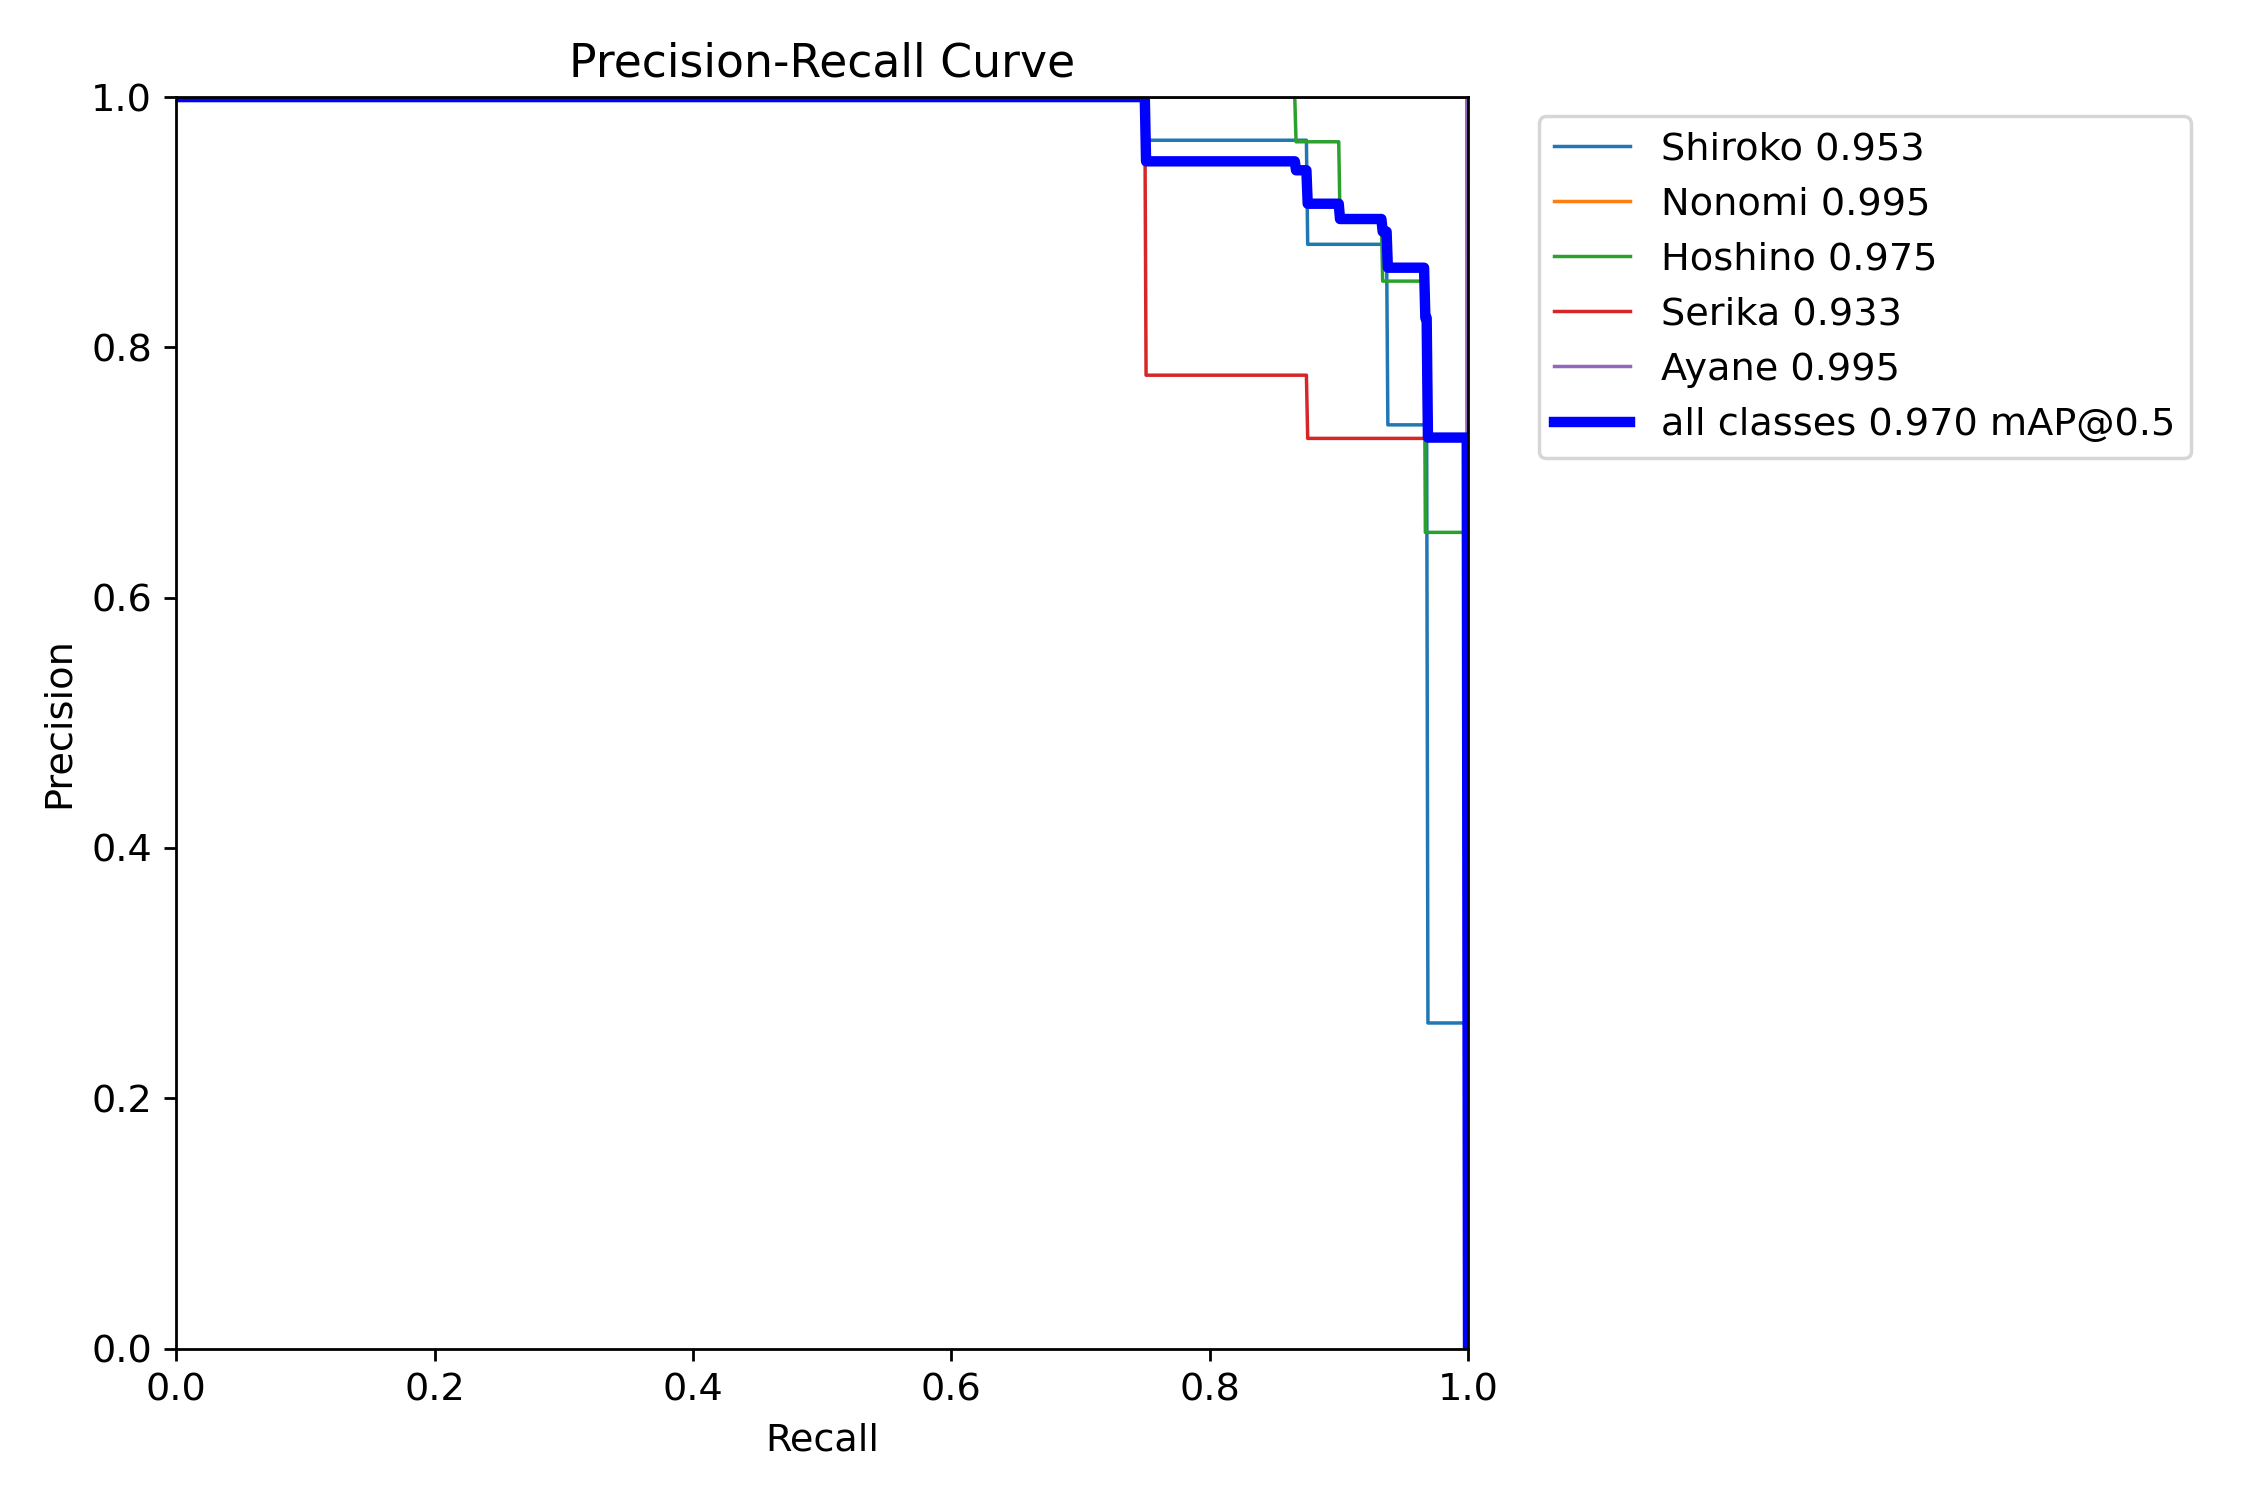 Precision-Recall Curve
1.0
0.8
0.6
0.4
0.2
0.0
Precision
0.0 0.2 0.4 0.6 0.8 1.0
Recall
Shiroko 0.953
Nonomi 0.995
Hoshino 0.975
Serika 0.933
Ayane 0.995
all classes 0.970 mAP@0.5